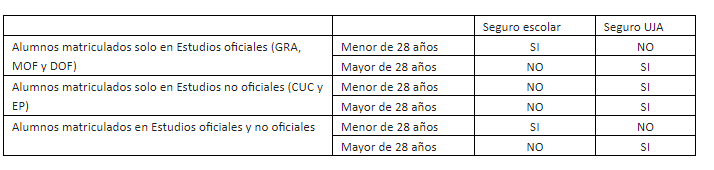 Seguro escolar Seguro UJA
Alumnos matriculados solo en Estudios oficiales (GRA, Menor de 28 años SI NO
MOF y DOF) Mayor de 28 años NO SI
Alumnos matriculados solo en Estudios no oficiales (CUC y Menor de 28 años NO SI
EP) Mayor de 28 años NO SI
Alumnos matriculados en Estudios oficiales y no oficiales Menor de 28 años SI NO
Mayor de 28 años NO SI